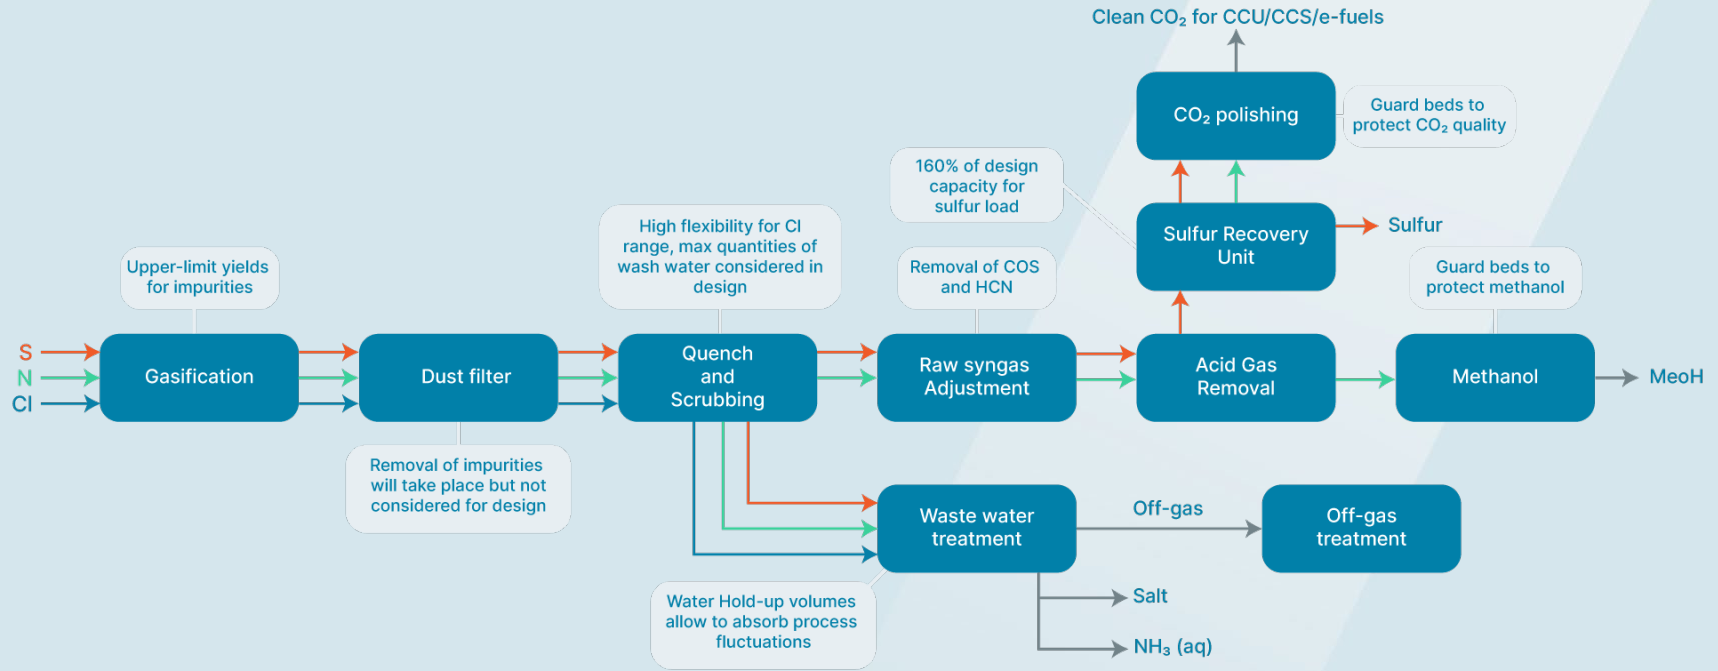 Clean CO₂ for CCU/CCS/e-fuels
CO₂ polishing
Guard beds to
protect CO₂ quality
160% of design
capacity for
sulfur load
Sulfur Recovery
Unit
Sulfur
High flexibility for Cl
range, max quantities of
wash water considered in
design
Upper-limit yields
for impurities
Removal of COS
and HCN
Guard beds to
protect methanol
S
N
Cl
Gasification
Dust filter
Quench
and
Scrubbing
Raw syngas
Adjustment
Acid Gas
Removal
Methanol
MeoH
Removal of impurities
will take place but not
considered for design
Waste water
treatment
Off-gas
Off-gas
treatment
Water Hold-up volumes
allow to absorb process
fluctuations
Salt
NH₃ (aq)